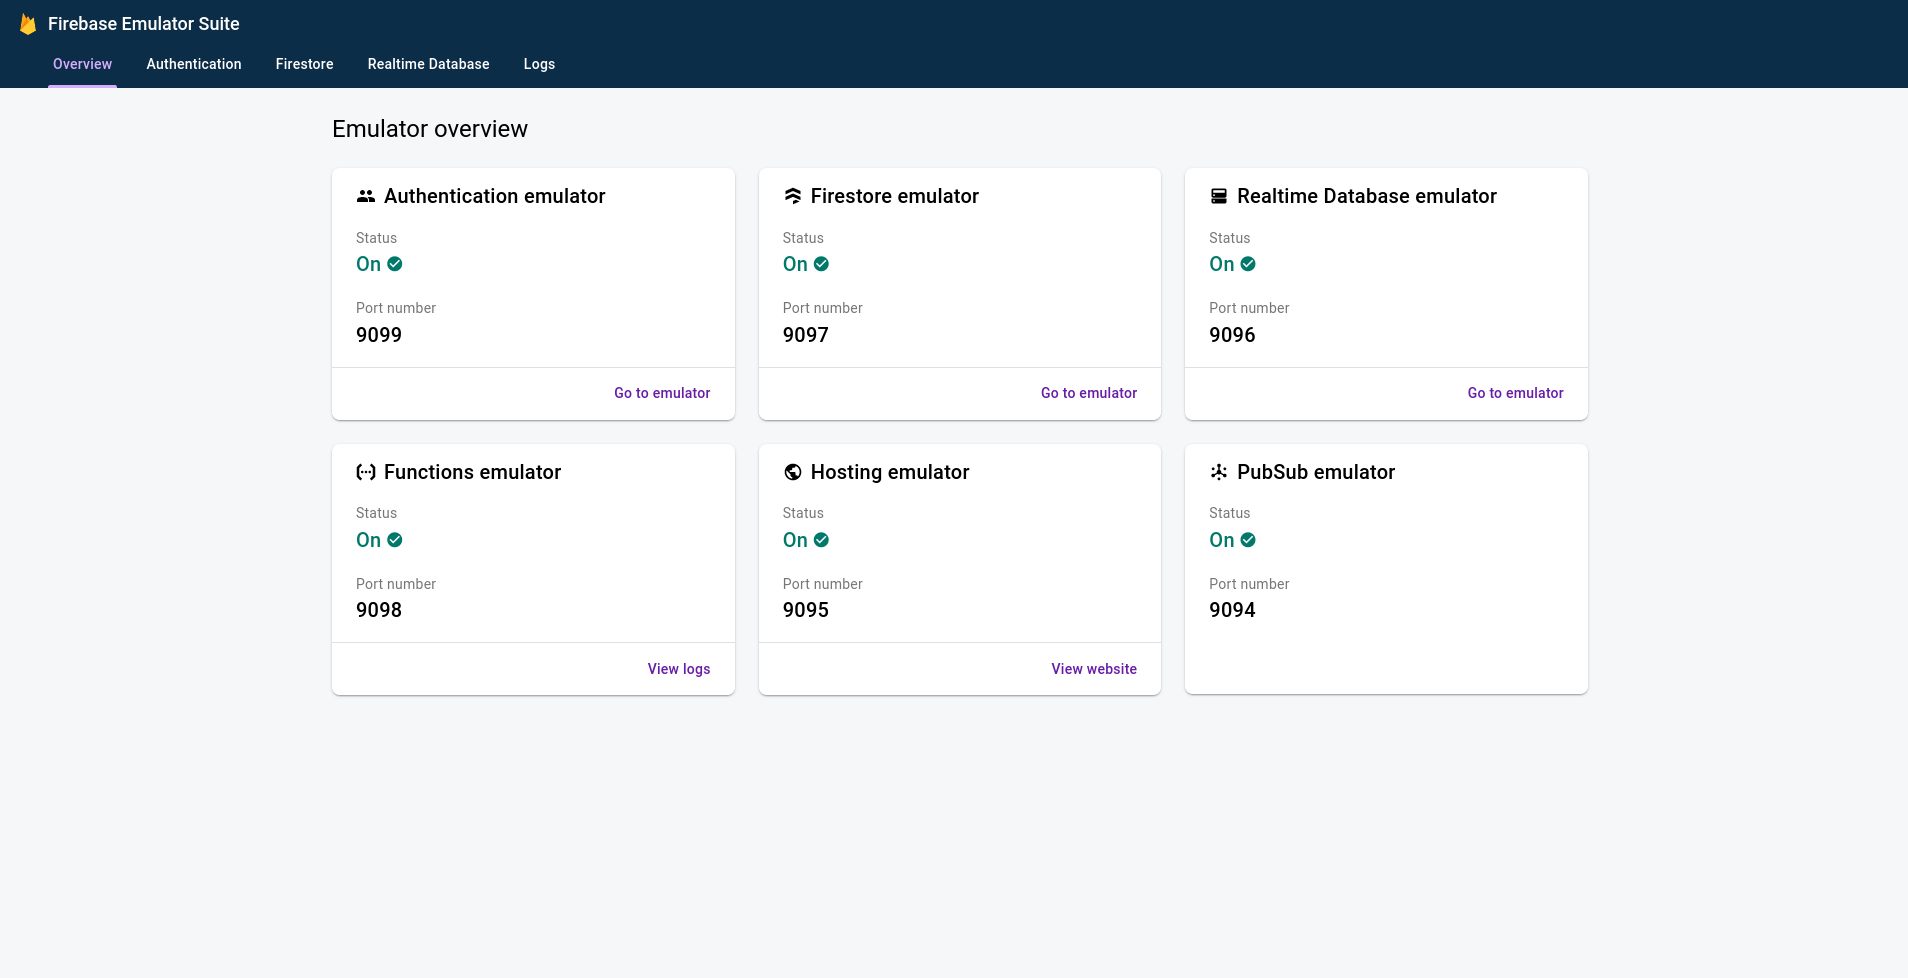 Firebase Emulator Suite
Overview Authentication Firestore Realtime Database Logs
Emulator overview
Authentication emulator
Status
On
Port number
9099
Go to emulator
Firestore emulator
Status
On
Port number
9097
Go to emulator
Realtime Database emulator
Status
On
Port number
9096
Go to emulator
Functions emulator
Status
On
Port number
9098
View logs
Hosting emulator
Status
On
Port number
9095
View website
PubSub emulator
Status
On
Port number
9094